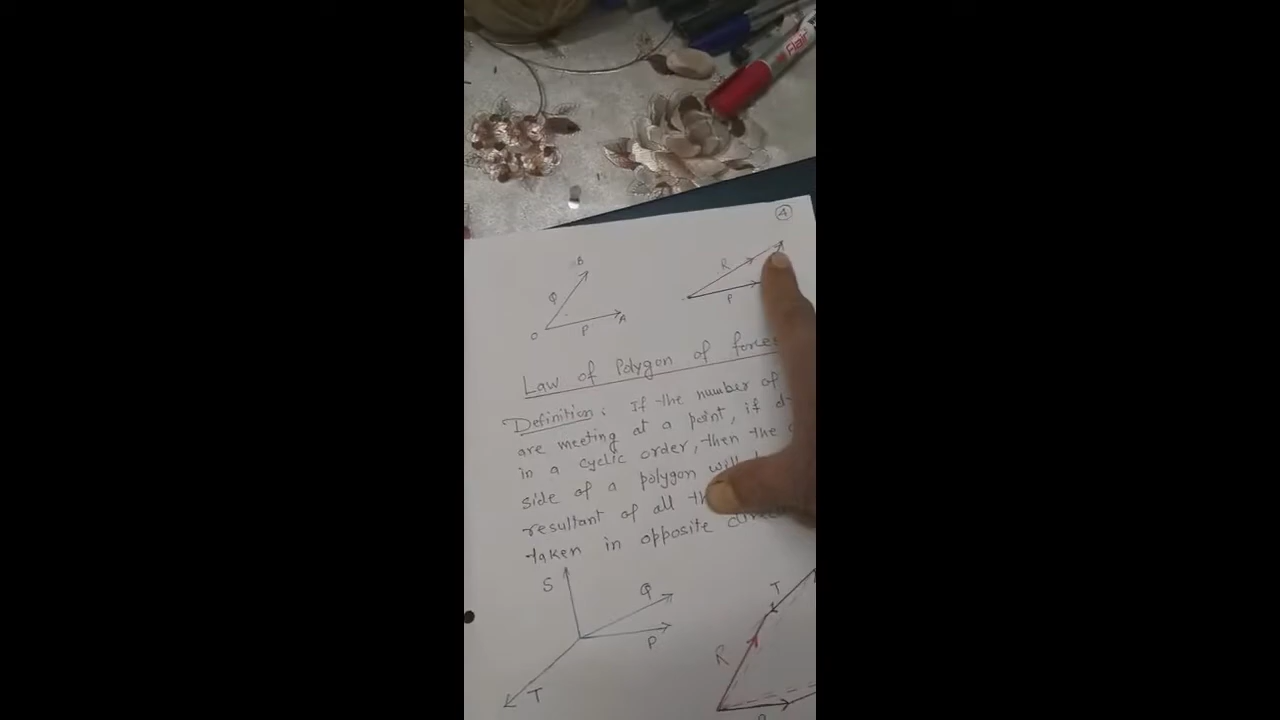 Flair
4
B
Q
O
P
A
R
P
Law of Polygon of forces
Definition: If the number of
are meeting at a point, if
in a cyclic order, then the
side of a polygon
resultant of all
taken in opposite
S
Q
P
T
T
R